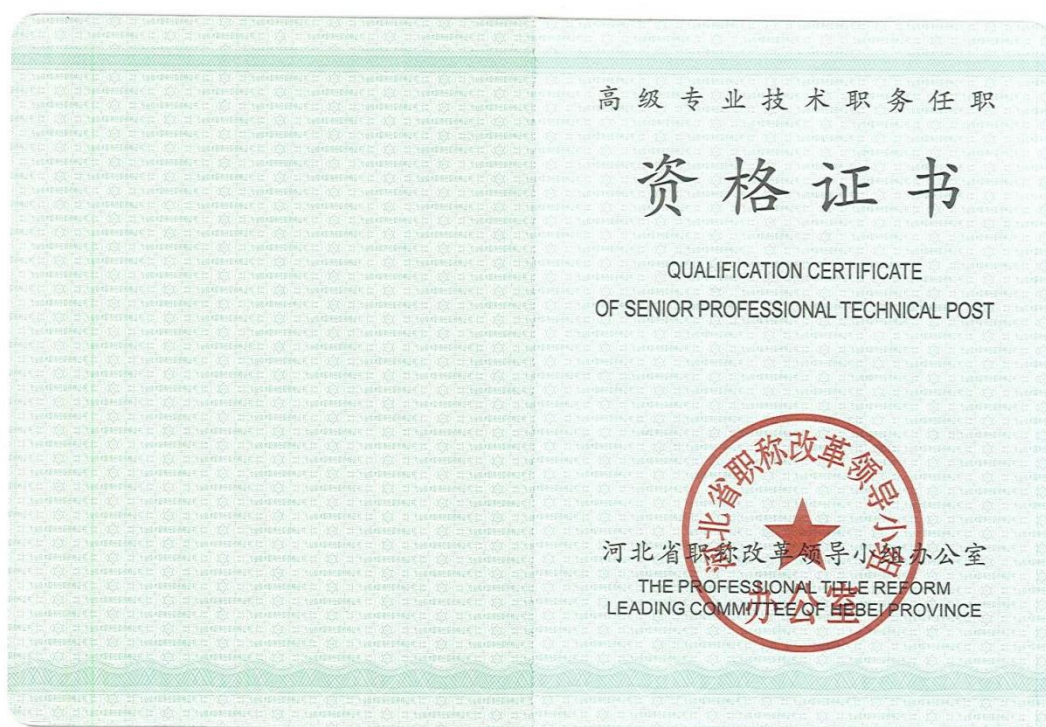 高级专业技术职务任职
资格证书
QUALIFICATION CERTIFICATE
OF SENIOR PROFESSIONAL TECHNICAL POST
河北省职称改革领导小组
办公室
河北省职称改革领导小组办公室
THE PROFESSIONAL TITLE REFORM
LEADING COMMITTEE OF HEBEI PROVINCE